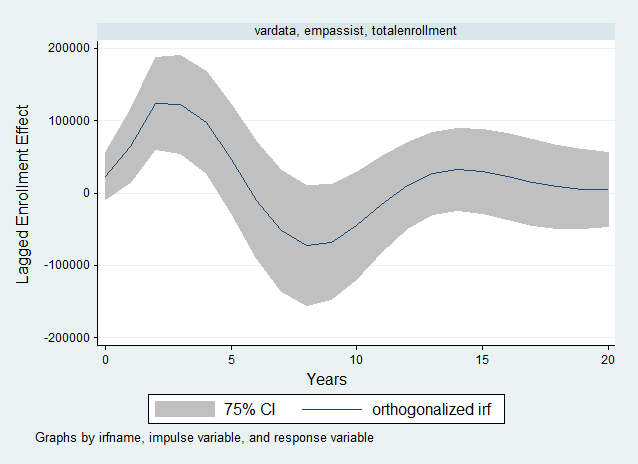 vardata, empassist, totalenrollment
200000
100000
0
-100000
-200000
Lagged Enrollment Effect
0 5 10 15 20
Years
75% CI orthogonalized irf
Graphs by irfname, impulse variable, and response variable